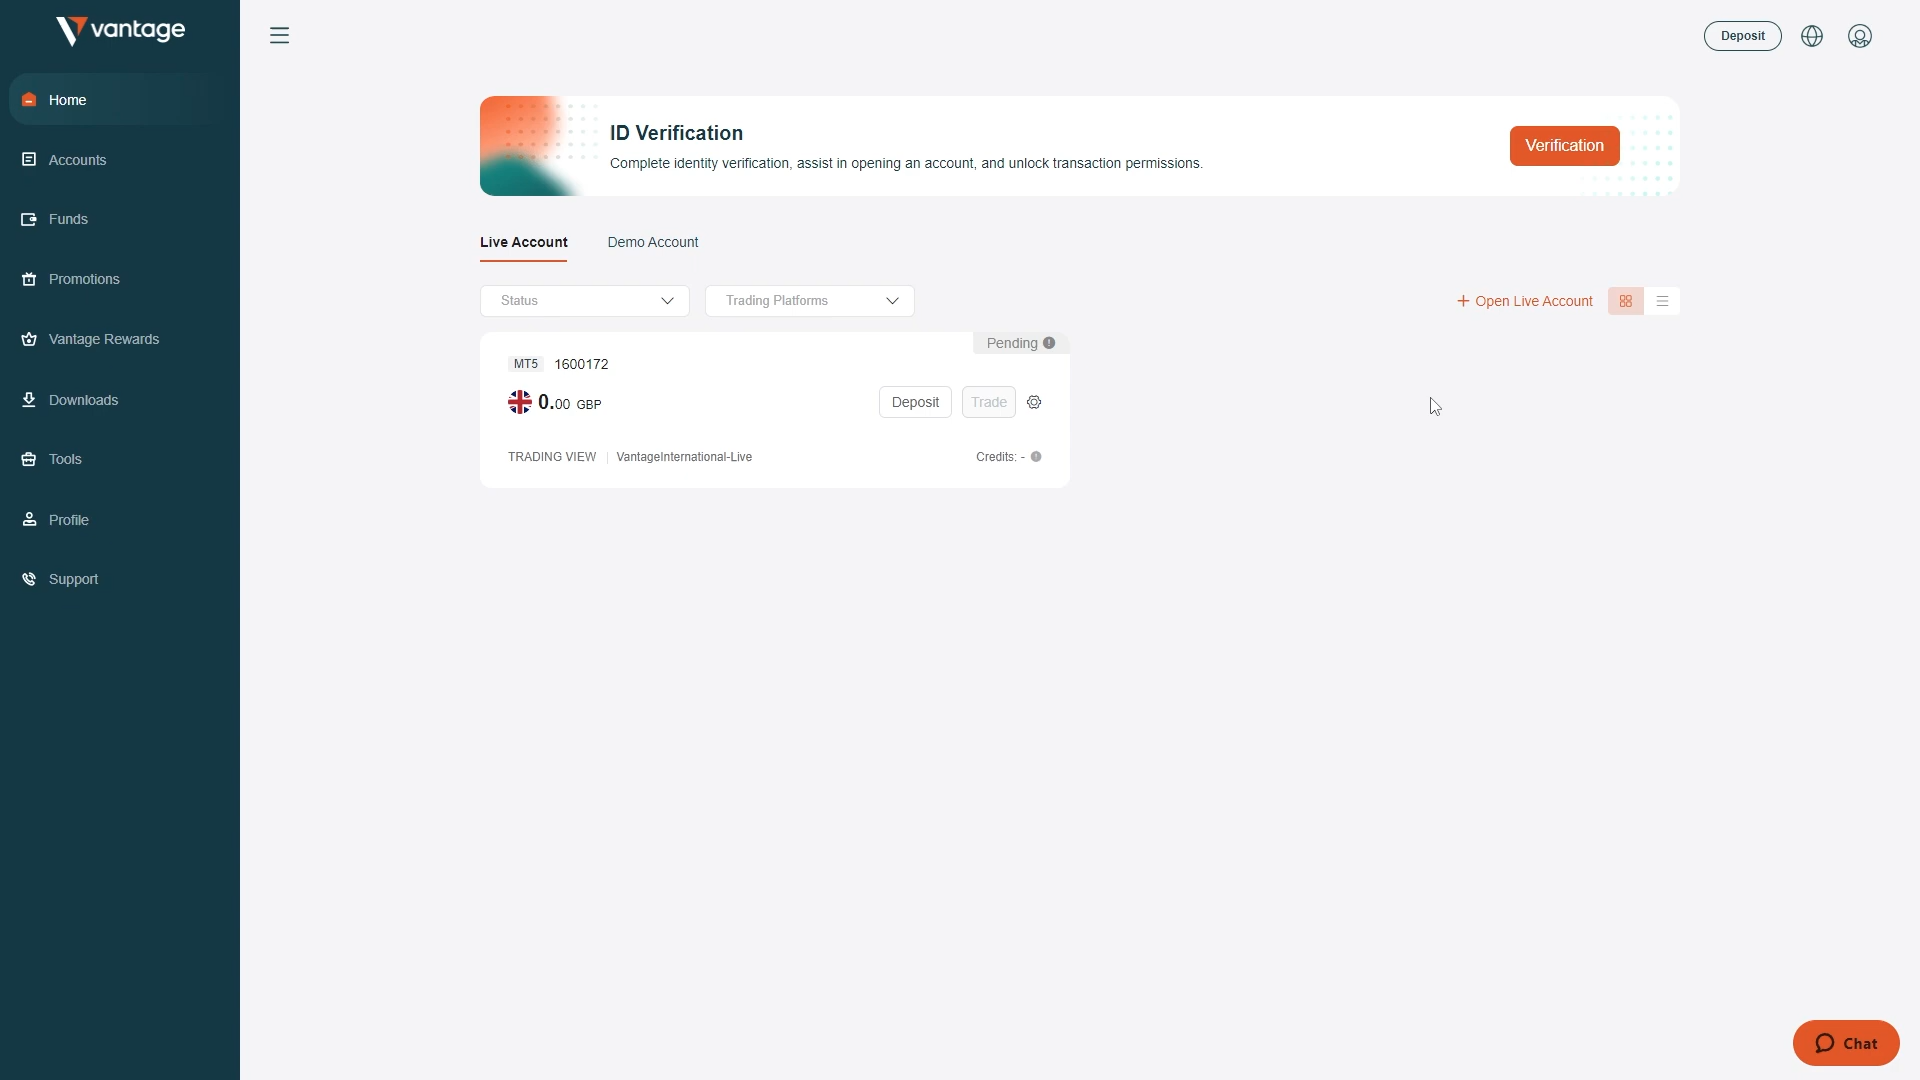 vantage
Deposit
Home
Accounts
Funds
Promotions
Vantage Rewards
Downloads
Tools
Profile
Support
ID Verification
Complete identity verification, assist in opening an account, and unlock transaction permissions.
Verification
Live Account
Demo Account
Status
Trading Platforms
+ Open Live Account
Pending
MT5 1600172
0.00 GBP
Deposit
Trade
TRADING VIEW | VantageInternational-Live
Credits: -
Chat